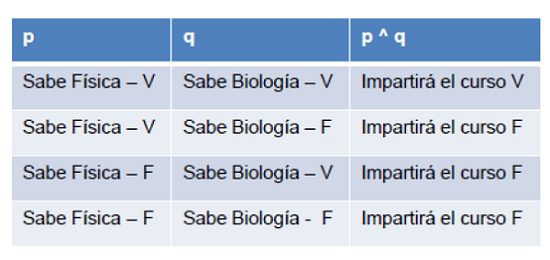 p q p ^ q
Sabe Física – V Sabe Biología – V Impartirá el curso V
Sabe Física – V Sabe Biología – F Impartirá el curso F
Sabe Física – F Sabe Biología – V Impartirá el curso F
Sabe Física – F Sabe Biología - F Impartirá el curso F